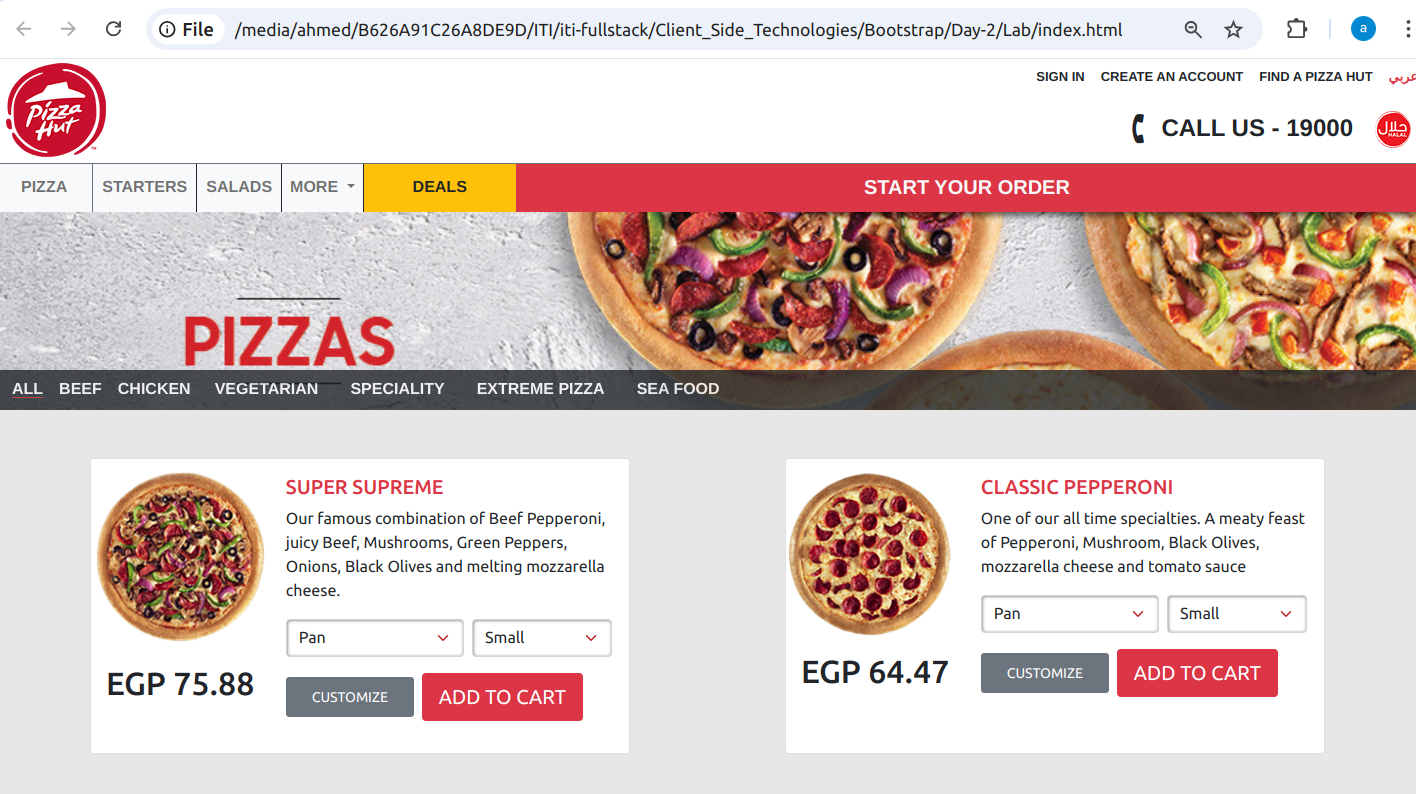 File /media/ahmed/B626A91C26A8DE9D/ITI/iti-fullstack/Client_Side_Technologies/Bootstrap/Day-2/Lab/index.html a
Pizza
Hut
SIGN IN CREATE AN ACCOUNT FIND A PIZZA HUT عربي
CALL US - 19000 حلال HALAL
PIZZA STARTERS SALADS MORE DEALS START YOUR ORDER
PIZZAS
ALL BEEF CHICKEN VEGETARIAN SPECIALITY EXTREME PIZZA SEA FOOD
SUPER SUPREME
Our famous combination of Beef Pepperoni,
juicy Beef, Mushrooms, Green Peppers,
Onions, Black Olives and melting mozzarella
cheese.
Pan Small
EGP 75.88
CUSTOMIZE ADD TO CART
CLASSIC PEPPERONI
One of our all time specialties. A meaty feast
of Pepperoni, Mushroom, Black Olives,
mozzarella cheese and tomato sauce
Pan Small
EGP 64.47
CUSTOMIZE ADD TO CART